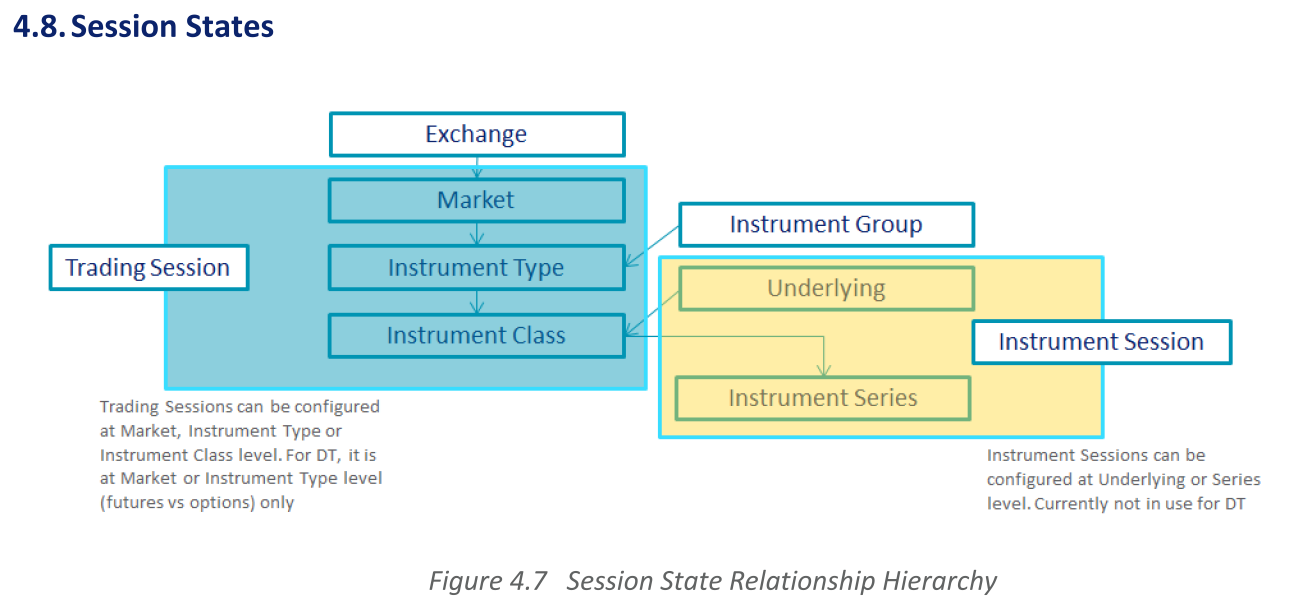 4.8. Session States
Exchange
Market
Instrument Group
Trading Session
Instrument Type
Underlying
Instrument Class
Instrument Session
Instrument Series
Trading Sessions can be configured
at Market, Instrument Type or
Instrument Class level. For DT, it is
at Market or Instrument Type level
(futures vs options) only
Instrument Sessions can be
configured at Underlying or Series
level. Currently not in use for DT
Figure 4.7 Session State Relationship Hierarchy